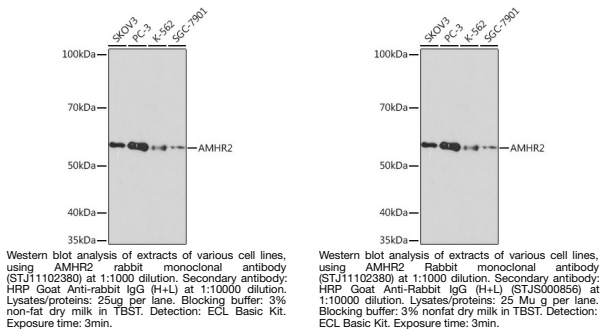 SKOV3
PC-3
K-562
SGC-7901
100kDa
70kDa
50kDa
40kDa
35kDa
AMHR2
Western blot analysis of extracts of various cell lines,
using AMHR2 rabbit monoclonal antibody
(STJ11102380) at 1:1000 dilution. Secondary antibody:
HRP Goat Anti-rabbit IgG (H+L) at 1:10000 dilution.
Lysates/proteins: 25ug per lane. Blocking buffer: 3%
non-fat dry milk in TBST. Detection: ECL Basic Kit.
Exposure time: 3min.
SKOV3
PC-3
K-562
SGC-7901
100kDa
70kDa
50kDa
40kDa
35kDa
AMHR2
Western blot analysis of extracts of various cell lines,
using AMHR2 Rabbit monoclonal antibody
(STJ11102380) at 1:1000 dilution. Secondary antibody:
HRP Goat Anti-Rabbit IgG (H+L) (STJS000856) at
1:10000 dilution. Lysates/proteins: 25 Mu g per lane.
Blocking buffer: 3% nonfat dry milk in TBST. Detection:
ECL Basic Kit. Exposure time: 3min.